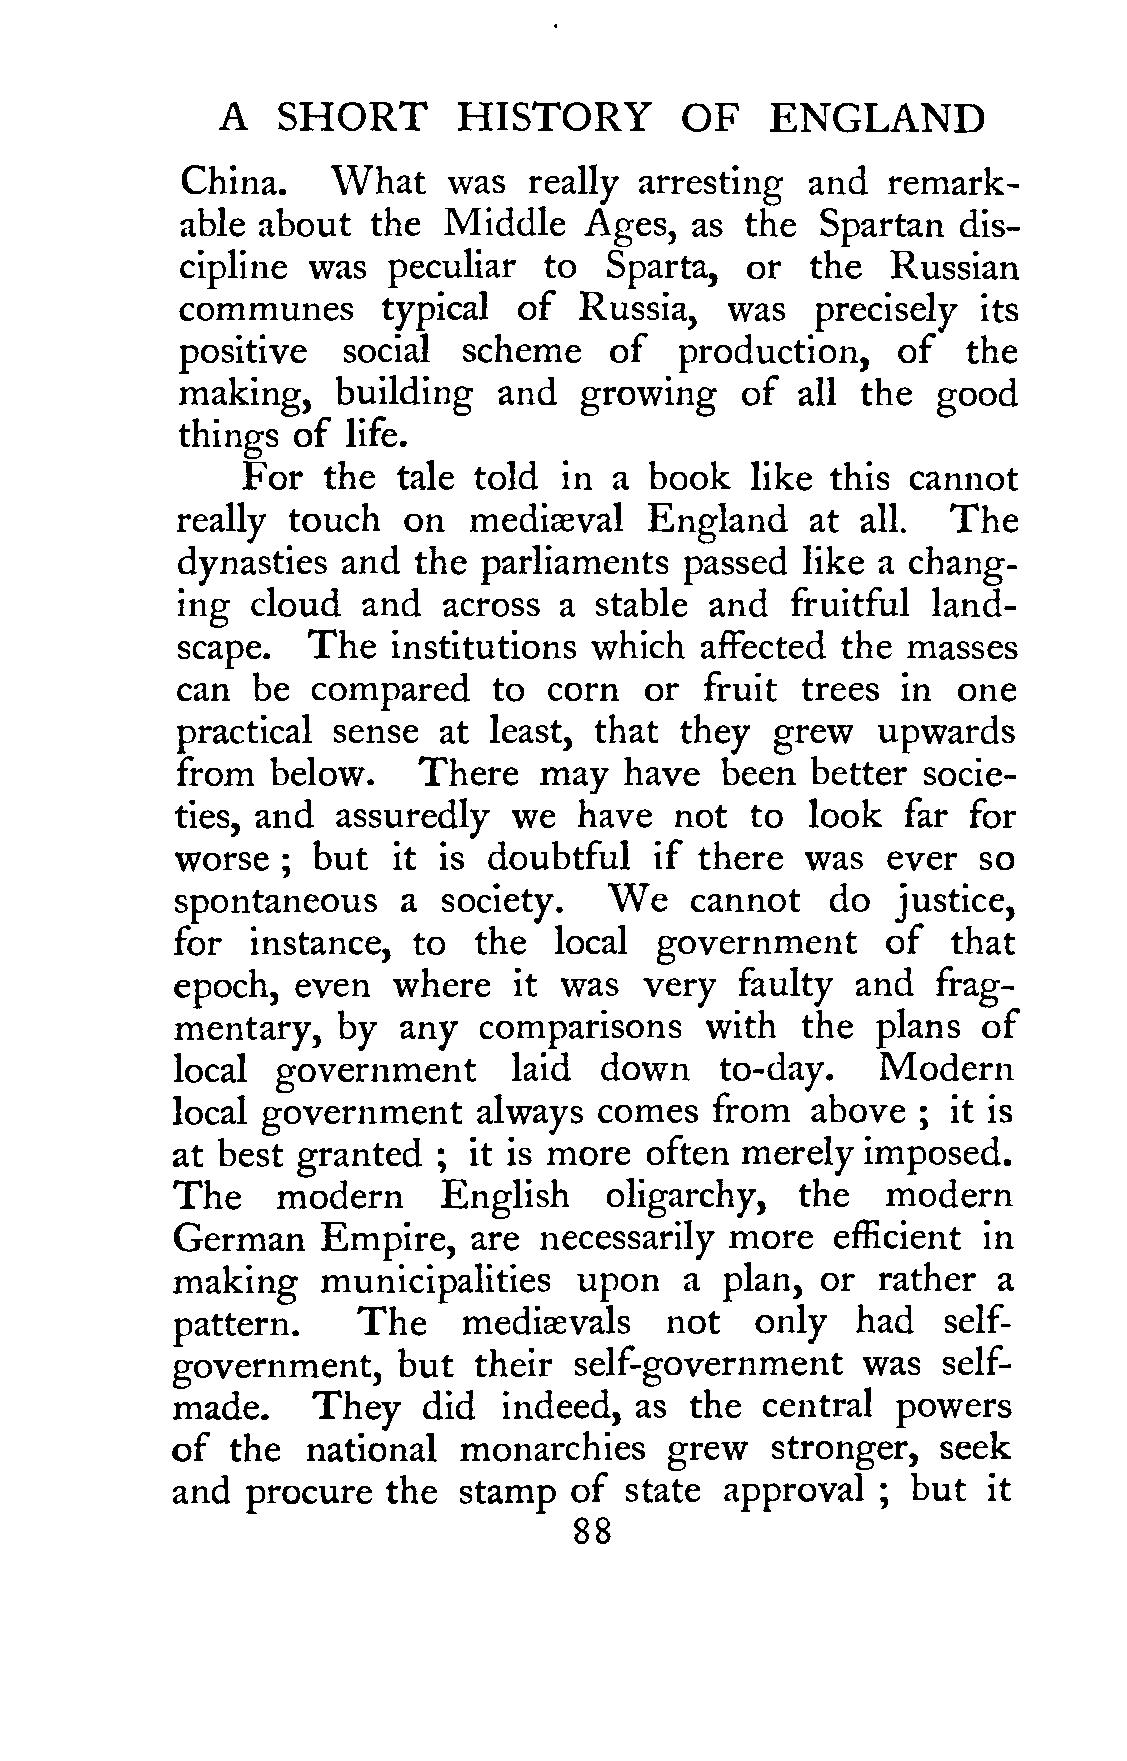 A SHORT HISTORY OF ENGLAND
China. What was really arresting and remark-
able about the Middle Ages, as the Spartan dis-
cipline was peculiar to Sparta, or the Russian
communes typical of Russia, was precisely its
positive social scheme of production, of the
making, building and growing of all the good
things of life.
For the tale told in a book like this cannot
really touch on mediæval England at all. The
dynasties and the parliaments passed like a chang-
ing cloud and across a stable and fruitful land-
scape. The institutions which affected the masses
can be compared to corn or fruit trees in one
practical sense at least, that they grew upwards
from below. There may have been better socie-
ties, and assuredly we have not to look far for
worse ; but it is doubtful if there was ever so
spontaneous a society. We cannot do justice,
for instance, to the local government of that
epoch, even where it was very faulty and frag-
mentary, by any comparisons with the plans of
local government laid down to-day. Modern
local government always comes from above ; it is
at best granted ; it is more often merely imposed.
The modern English oligarchy, the modern
German Empire, are necessarily more efficient in
making municipalities upon a plan, or rather a
pattern. The mediævals not only had self-
government, but their self-government was self-
made. They did indeed, as the central powers
of the national monarchies grew stronger, seek
and procure the stamp of state approval ; but it
88